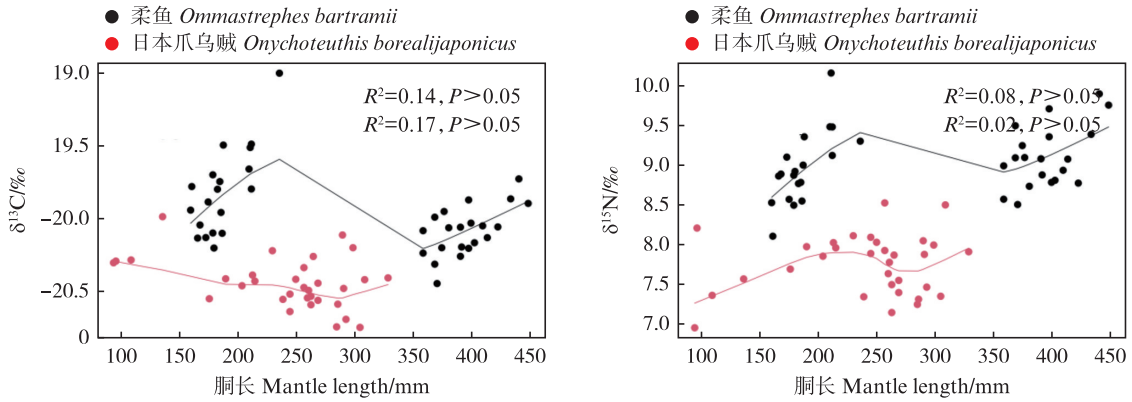 柔鱼 Ommastrephes bartramii
日本爪乌贼 Onychoteuthis borealijaponicus
19.0
19.5
−20.0
−20.5
0
δ¹³C/‰
R²=0.14, P＞0.05
R²=0.17, P＞0.05
100 150 200 250 300 350 400 450
胴长 Mantle length/mm
柔鱼 Ommastrephes bartramii
日本爪乌贼 Onychoteuthis borealijaponicus
10.0
9.5
9.0
8.5
8.0
7.5
7.0
δ¹⁵N/‰
R²=0.08, P＞0.05
R²=0.02, P＞0.05
100 150 200 250 300 350 400 450
胴长 Mantle length/mm